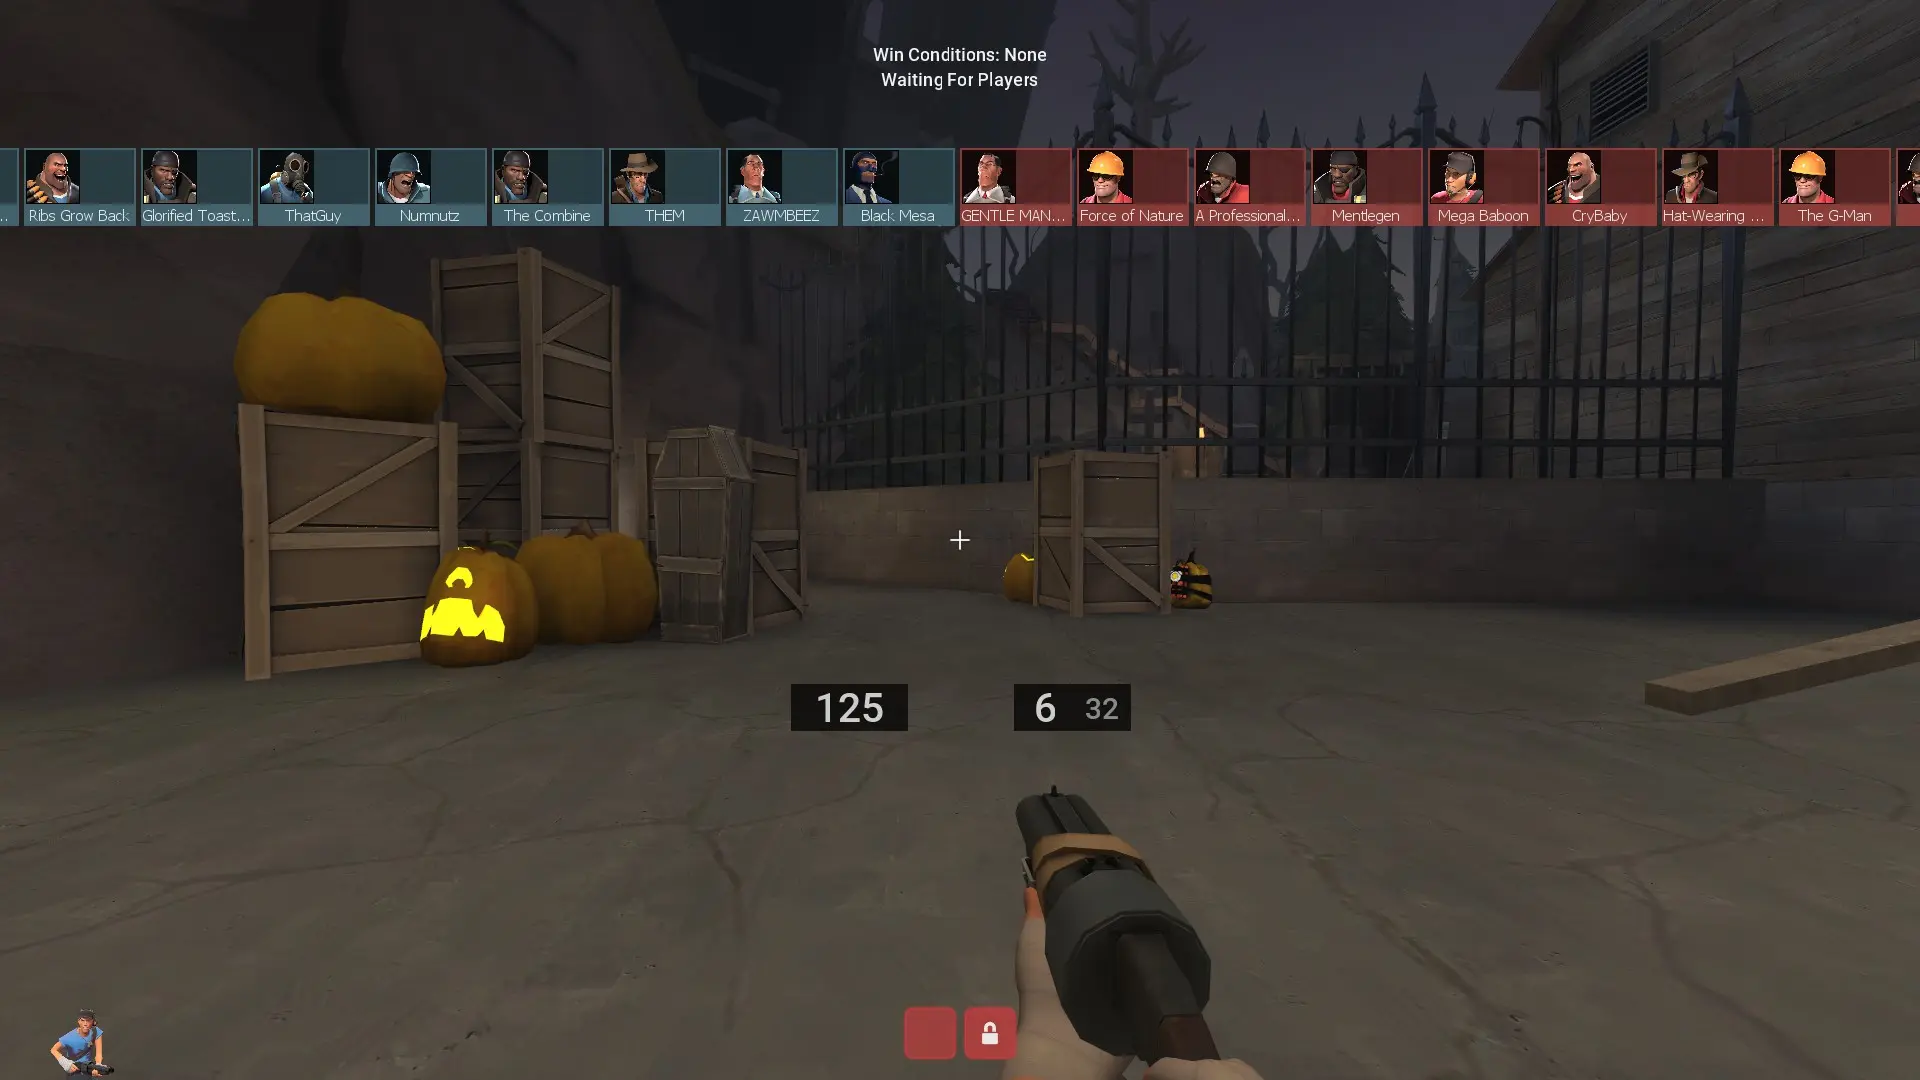 Win Conditions: None
Waiting For Players
.. Ribs Grow Back Glorified Toast... ThatGuy Numnutz The Combine THEM ZAWMBEEZ Black Mesa GENTLE MAN... Force of Nature A Professional... Mentlegen Mega Baboon CryBaby Hat-Wearing ... The G-Man
125 6 32